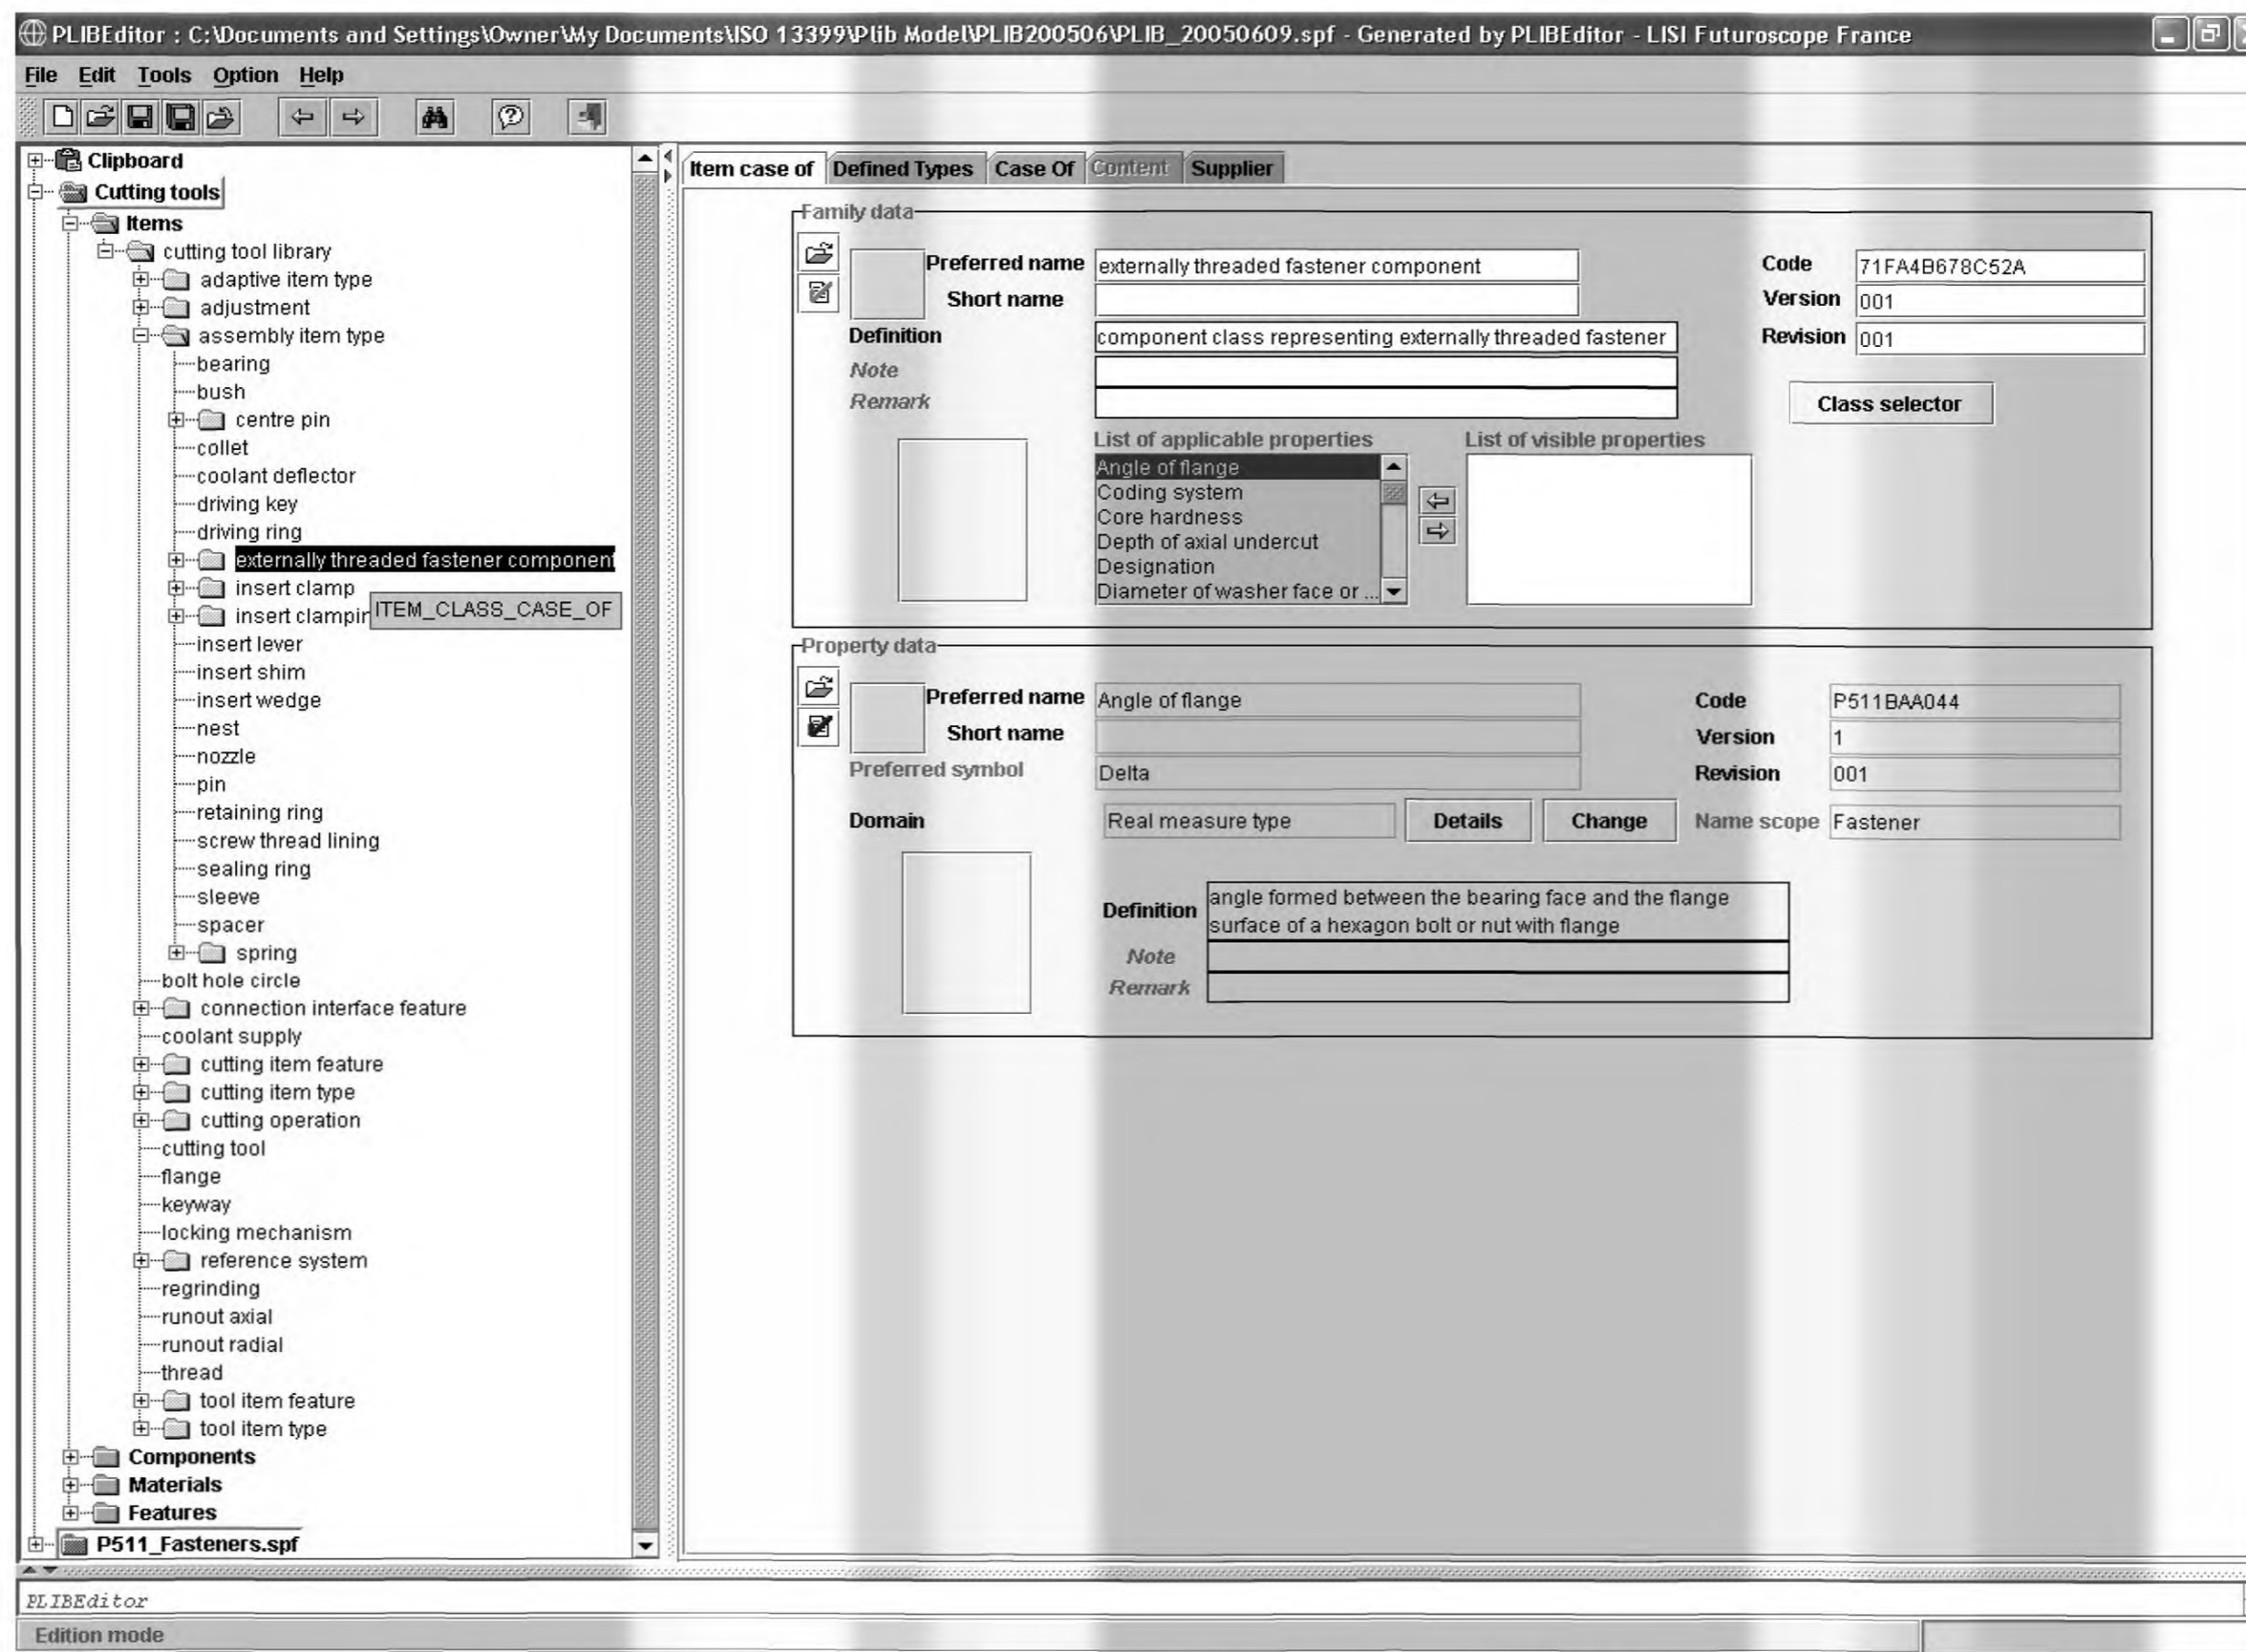 PLIBEditor : C:\Documents and Settings\Owner\My Documents\ISO 13399\Plib Model\PLIB200506\PLIB_20050609.spf - Generated by PLIBEditor - LISI Futuroscope France
File Edit Tools Option Help
Clipboard
Cutting tools
Items
cutting tool library
adaptive item type
adjustment
assembly item type
bearing
bush
centre pin
collet
coolant deflector
driving key
driving ring
externally threaded fastener component
insert clamp
insert clampin
ITEM_CLASS_CASE_OF
insert lever
insert shim
insert wedge
nest
nozzle
pin
retaining ring
screw thread lining
sealing ring
sleeve
spacer
spring
bolt hole circle
connection interface feature
coolant supply
cutting item feature
cutting item type
cutting operation
cutting tool
flange
keyway
locking mechanism
reference system
regrinding
runout axial
runout radial
thread
tool item feature
tool item type
Components
Materials
Features
P511_Fasteners.spf
Item case of Defined Types Case Of Content Supplier
Family data
Preferred name externally threaded fastener component Code 71FA4B678C52A
Short name Version 001
Definition component class representing externally threaded fastener Revision 001
Note
Remark
Class selector
List of applicable properties List of visible properties
Angle of flange
Coding system
Core hardness
Depth of axial undercut
Designation
Diameter of washer face or ...
Property data
Preferred name Angle of flange Code P511BAA044
Short name Version 1
Preferred symbol Delta Revision 001
Domain Real measure type Details Change Name scope Fastener
Definition angle formed between the bearing face and the flange
surface of a hexagon bolt or nut with flange
Note
Remark
PLIBEditor
Edition mode